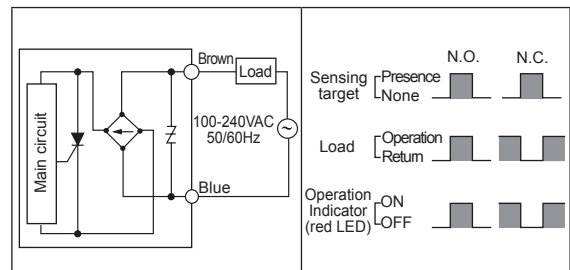 Main circuit
Brown
Load
100-240VAC
50/60Hz
Blue
N.O.
N.C.
Sensing
target
Presence
None
Load
Operation
Return
Operation
Indicator
(red LED)
ON
OFF